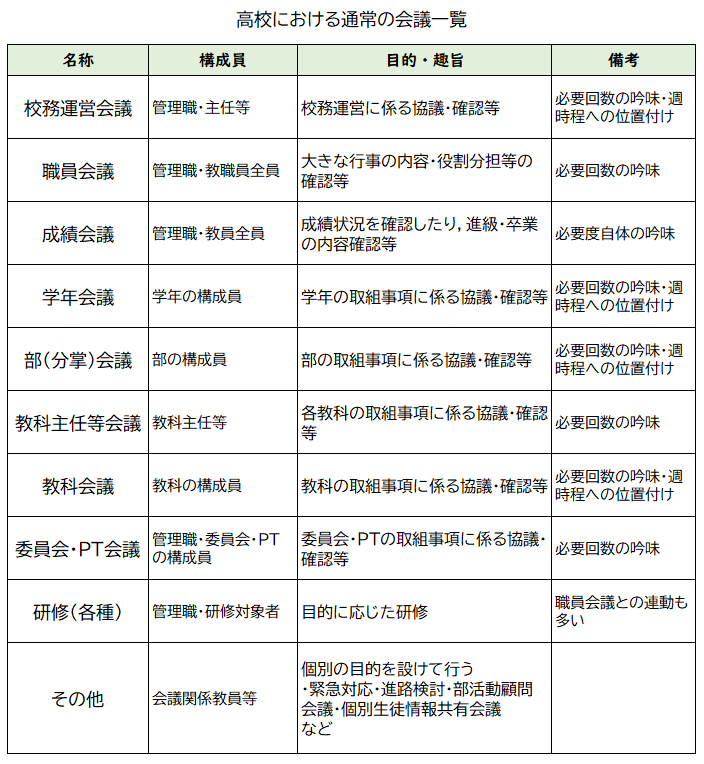 高校における通常の会議一覧
名称 構成員 目的・趣旨 備考
校務運営会議 管理職・主任等 校務運営に係る協議・確認等 必要回数の吟味・週
時程への位置付け
職員会議 管理職・教職員全員 大きな行事の内容・役割分担等の
確認等 必要回数の吟味
成績会議 管理職・教員全員 成績状況を確認したり，進級・卒業
の内容確認等 必要度自体の吟味
学年会議 学年の構成員 学年の取組事項に係る協議・確認等 必要回数の吟味・週
時程への位置付け
部（分掌）会議 部の構成員 部の取組事項に係る協議・確認等 必要回数の吟味・週
時程への位置付け
教科主任等会議 教科主任等 各教科の取組事項に係る協議・確認
等 必要回数の吟味
教科会議 教科の構成員 教科の取組事項に係る協議・確認等 必要回数の吟味・週
時程への位置付け
委員会・PT会議 管理職・委員会・PT
の構成員 委員会・PTの取組事項に係る協議・
確認等 必要回数の吟味
研修（各種） 管理職・研修対象者 目的に応じた研修 職員会議との連動も
多い
その他 会議関係教員等 個別の目的を設けて行う
・緊急対応・進路検討・部活動顧問
会議・個別生徒情報共有会議
など